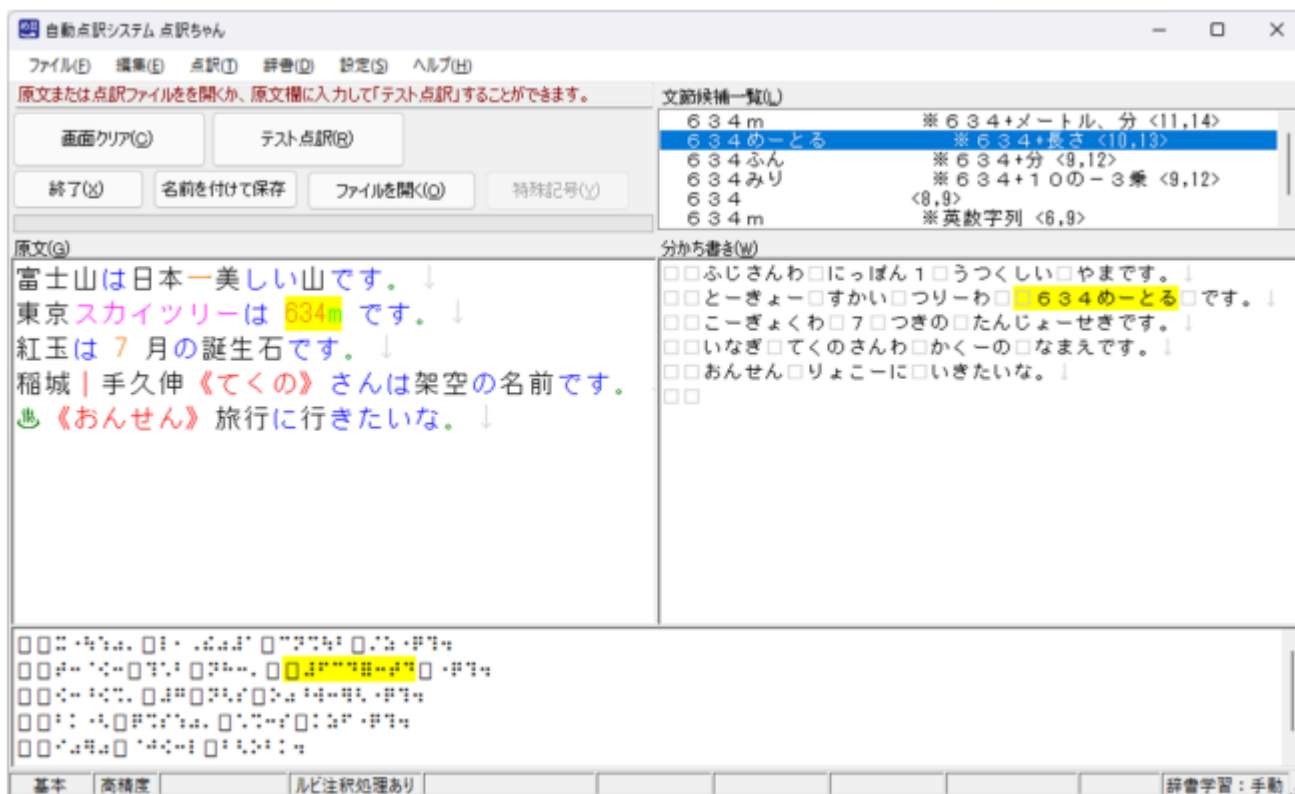 自動点訳システム 点訳ちゃん
ファイル(F) 編集(E) 点訳(T) 辞書(D) 設定(S) ヘルプ(H)
原文または点訳ファイルをを開くか、原文欄に入力して「テスト点訳」することができます。
画面クリア(C) テスト点訳(R)
終了(X) 名前を付けて保存 ファイルを開く(O) 特殊記号(Y)
文節候補一覧(L)
634m ※634+メートル、分 <11,14>
634めーとる ※634+長さ <10,13>
634ふん ※634+分 <9,12>
634みり ※634+10の-3乗 <9,12>
634 <8,9>
634m ※英数字列 <6,9>
原文(G)
富士山は日本一美しい山です。↓
東京スカイツリーは 634m です。↓
紅玉は 7 月の誕生石です。↓
稲城|手久伸《てくの》さんは架空の名前です。
♨《おんせん》旅行に行きたいな。↓
分かち書き(W)
□□ふじさんわ□にっぽん1□うつくしい□やまです。↓
□□とーきょー□すかい□つりーわ□□634めーとる□です。↓
□□こーぎょくわ□7□つきの□たんじょーせきです。↓
□□いなぎ□てくのさんわ□かくーの□なまえです。↓
□□おんせん□りょこーに□いきたいな。↓
□□
基本 高精度 ルビ注釈処理あり 辞書学習:手動